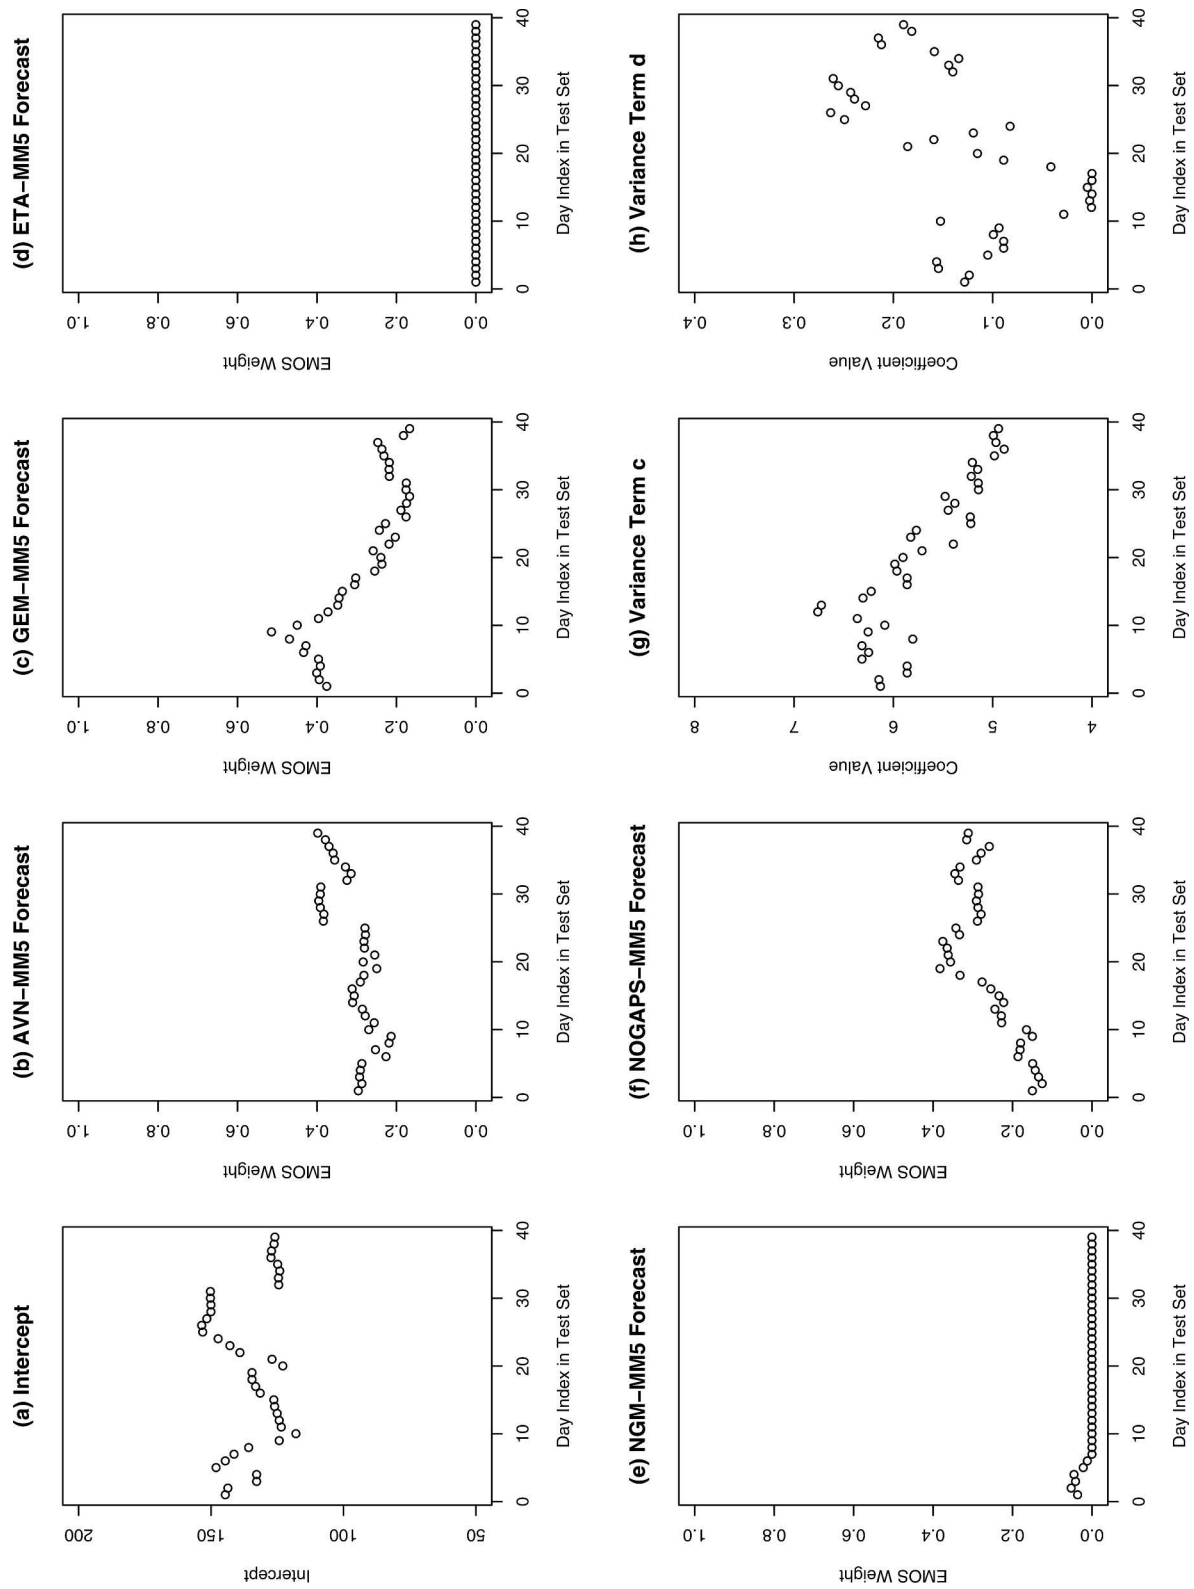 (a) Intercept
Intercept
200
150
100
50
0 10 20 30 40
Day Index in Test Set
(b) AVN−MM5 Forecast
EMOS Weight
1.0
0.8
0.6
0.4
0.2
0.0
0 10 20 30 40
Day Index in Test Set
(c) GEM−MM5 Forecast
EMOS Weight
1.0
0.8
0.6
0.4
0.2
0.0
0 10 20 30 40
Day Index in Test Set
(d) ETA−MM5 Forecast
EMOS Weight
1.0
0.8
0.6
0.4
0.2
0.0
0 10 20 30 40
Day Index in Test Set
(e) NGM−MM5 Forecast
EMOS Weight
1.0
0.8
0.6
0.4
0.2
0.0
0 10 20 30 40
Day Index in Test Set
(f) NOGAPS−MM5 Forecast
EMOS Weight
1.0
0.8
0.6
0.4
0.2
0.0
0 10 20 30 40
Day Index in Test Set
(g) Variance Term c
Coefficient Value
8
7
6
5
4
0 10 20 30 40
Day Index in Test Set
(h) Variance Term d
Coefficient Value
0.4
0.3
0.2
0.1
0.0
0 10 20 30 40
Day Index in Test Set